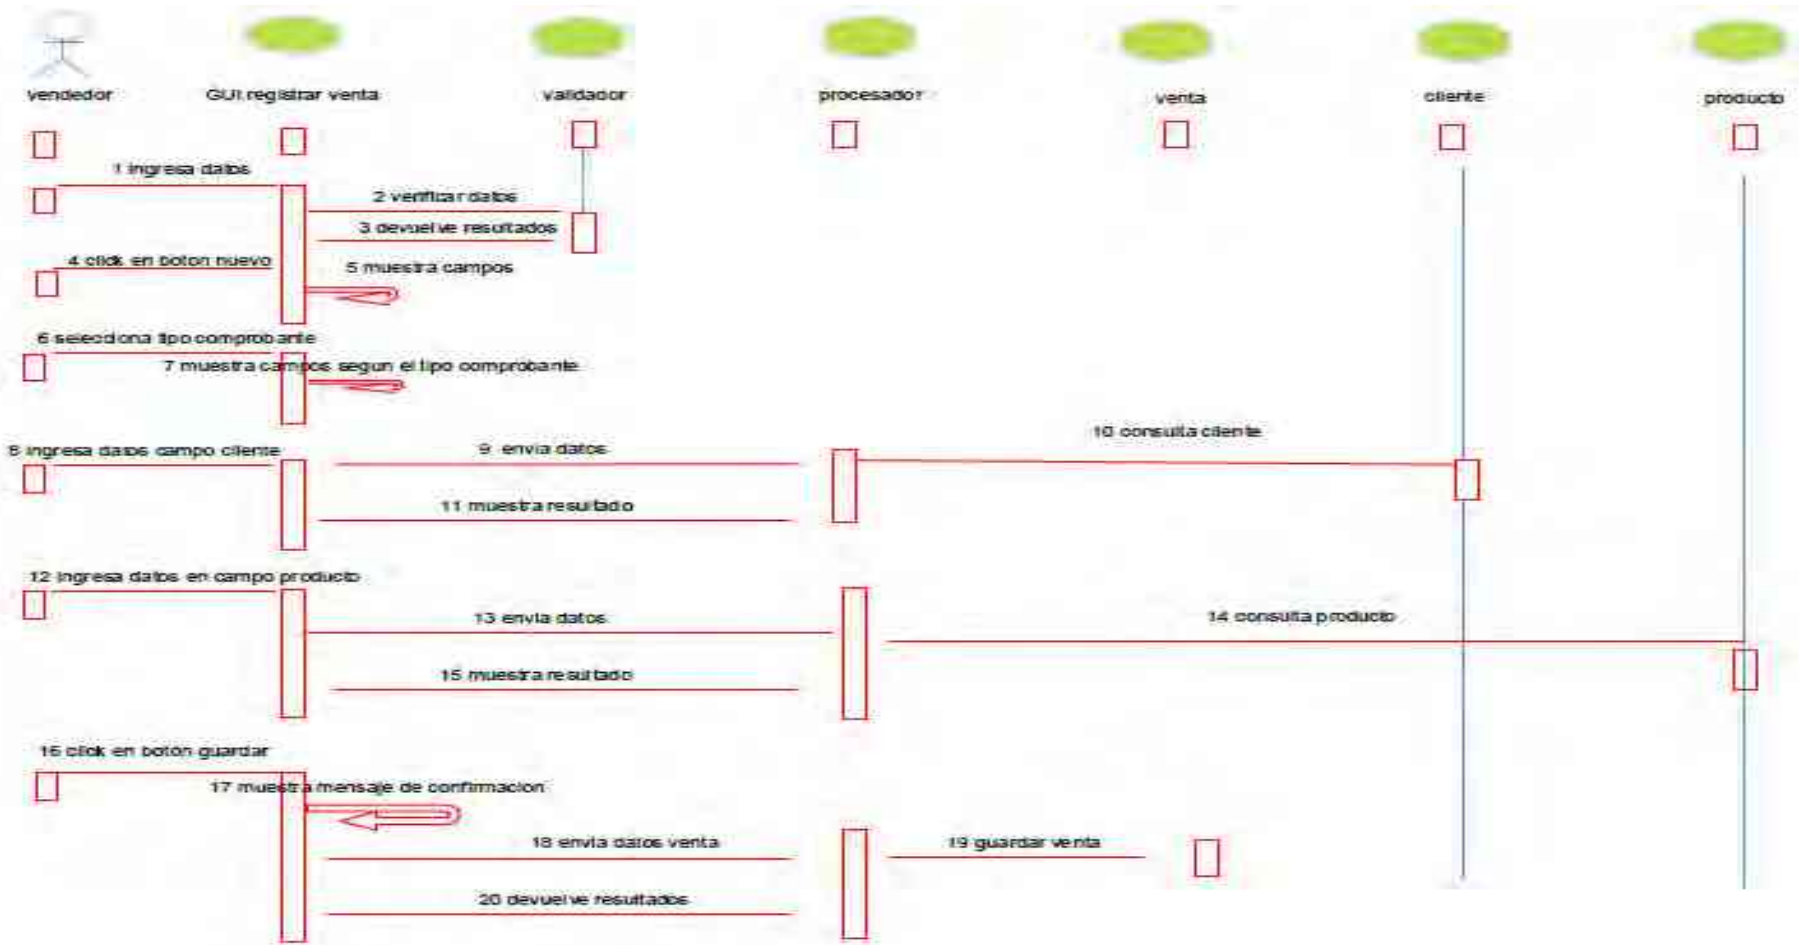 vendedor
GUI registrar venta
validador
procesador
venta
cliente
producto
1 ingresa datos
2 verificar datos
3 devuelve resultados
4 click en boton nuevo
5 muestra campos
6 selecciona tipo comprobante
7 muestra campos segun el tipo comprobante
8 ingresa datos campo cliente
9 envia datos
10 consulta cliente
11 muestra resultado
12 ingresa datos en campo producto
13 envia datos
14 consulta producto
15 muestra resultado
16 click en botón guardar
17 muestra mensaje de confirmacion
18 envia datos venta
19 guardar venta
20 devuelve resultados